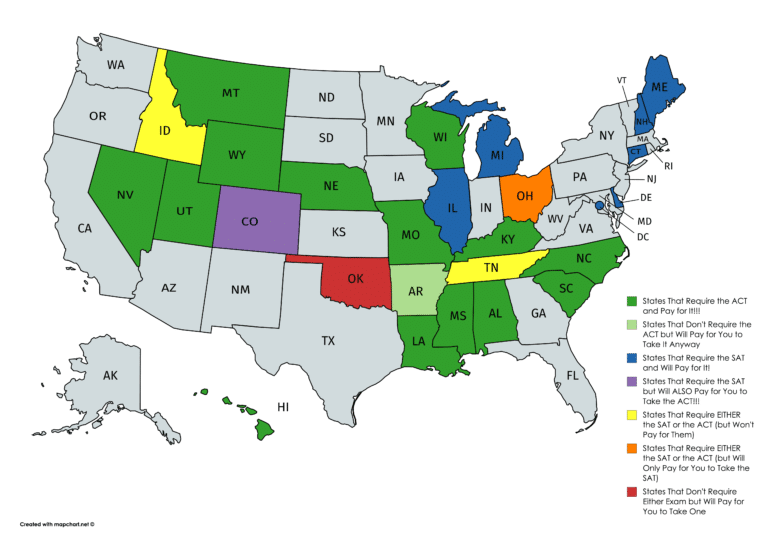 WA
OR
CA
NV
ID
MT
WY
UT
CO
AZ
NM
ND
SD
NE
KS
OK
TX
MN
IA
MO
AR
LA
WI
IL
MI
IN
OH
KY
TN
MS
AL
GA
FL
SC
NC
VA
WV
PA
NY
VT
NH
ME
MA
CT
RI
NJ
DE
MD
DC
AK
HI
States That Require the ACT
and Pay for It!!!
States That Don't Require the
ACT but Will Pay for You to
Take It Anyway
States That Require the SAT
and Will Pay for It!
States That Require the SAT
but Will ALSO Pay for You to
Take the ACT!!!
States That Require EITHER
the SAT or the ACT (but Won't
Pay for Them)
States That Require EITHER
the SAT or the ACT (but Will
Only Pay for You to Take the
SAT)
States That Don't Require
Either Exam but Will Pay for
You to Take One
Created with mapchart.net ©